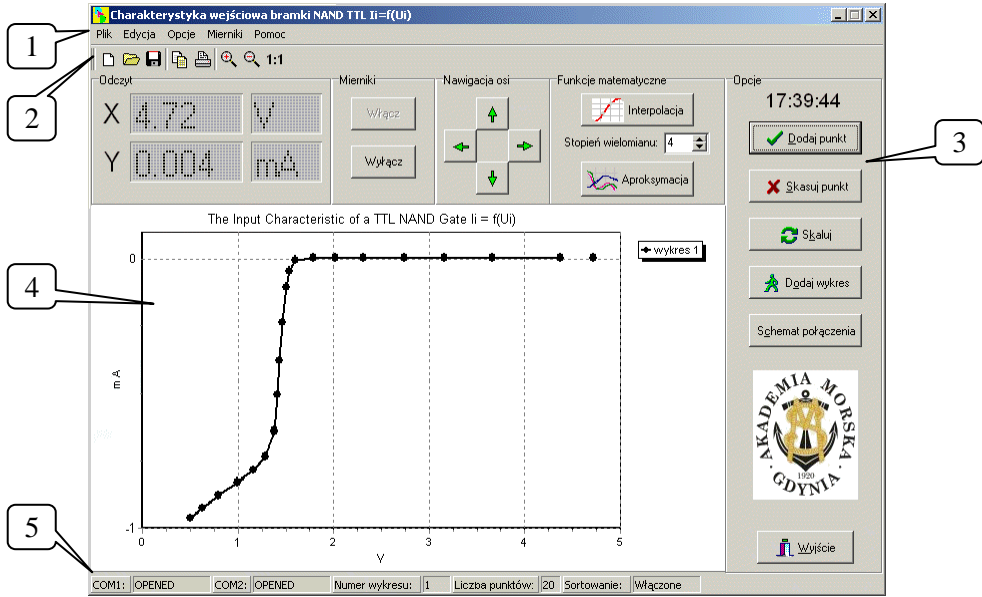 Charakterystyka wejściowa bramki NAND TTL Ii=f(Ui)
Plik Edycja Opcje Mierniki Pomoc
1
1:1
2
Odczyt
X 4.72 V
Y 0.004 mA
Mierniki
Włącz
Wyłącz
Nawigacja osi
Funkcje matematyczne
Interpolacja
Stopień wielomianu: 4
Aproksymacja
Opcje
17:39:44
Dodaj punkt
3
Skasuj punkt
Skaluj
Dodaj wykres
Schemat połączenia
AKADEMIA MORSKA
1920
• GDYNIA •
Wyjście
The Input Characteristic of a TTL NAND Gate Ii = f(Ui)
wykres 1
4
0
mA
-1
0 1 2 3 4 5
V
5
COM1: OPENED COM2: OPENED Numer wykresu: 1 Liczba punktów: 20 Sortowanie: Włączone